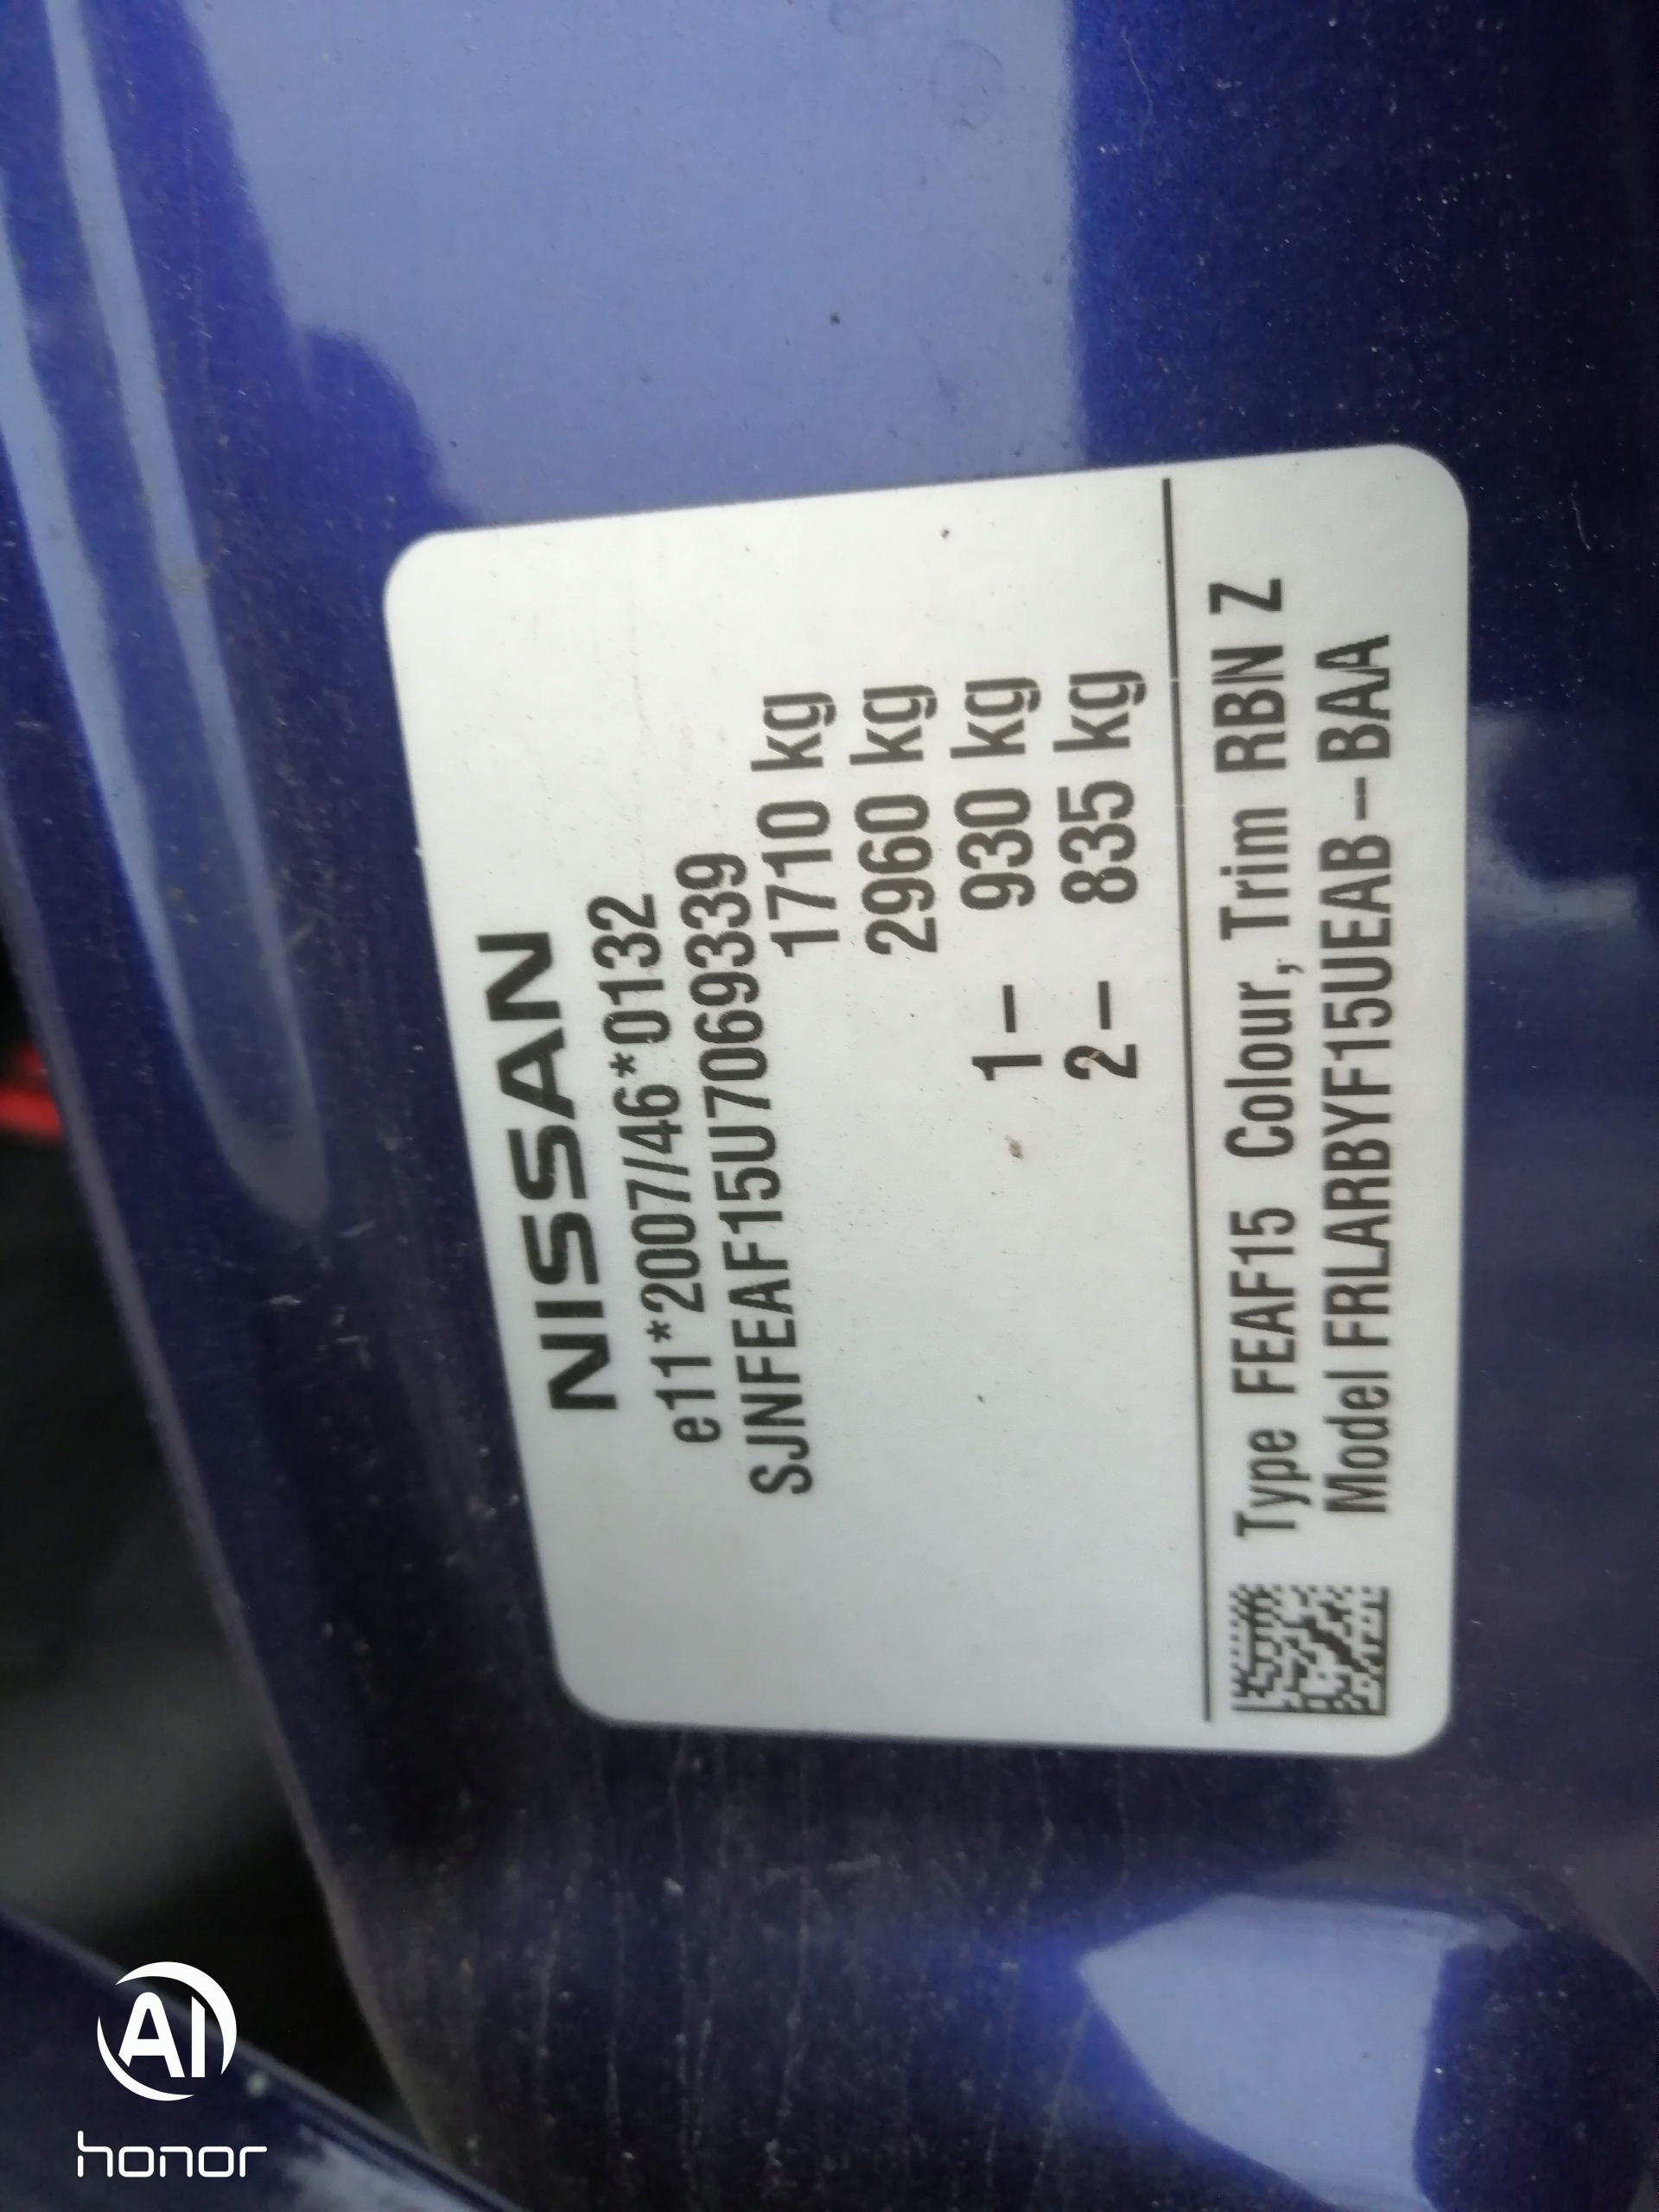 NISSAN
e11*2007/46*0132
SJNFEAF15U7069339
1710 kg
2960 kg
1- 930 kg
2- 835 kg
Type FEAF15 Colour, Trim RBN Z
Model FRLARBYF15UEAB-BAA
AI
honor